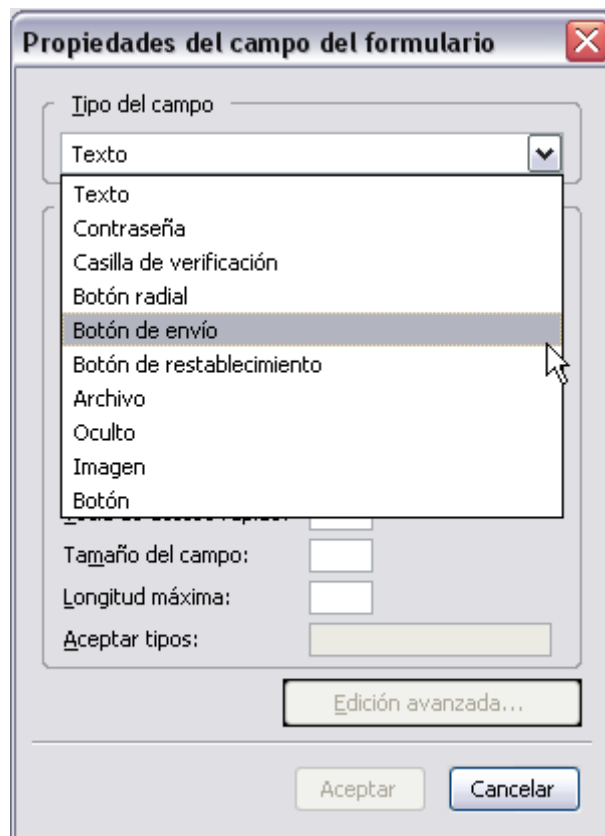 Propiedades del campo del formulario
Tipo del campo
Texto
Texto
Contraseña
Casilla de verificación
Botón radial
Botón de envío
Botón de restablecimiento
Archivo
Oculto
Imagen
Botón
Tamaño del campo:
Longitud máxima:
Aceptar tipos:
Edición avanzada...
Aceptar
Cancelar